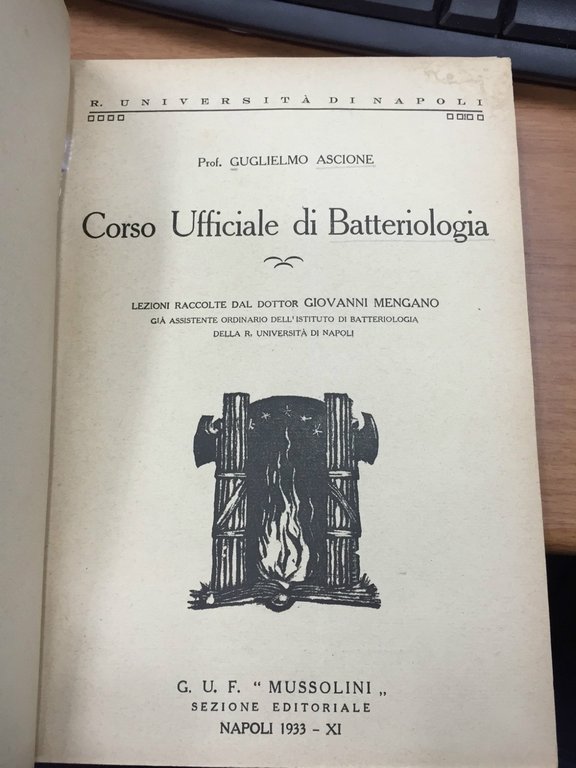 R. UNIVERSITÀ DI NAPOLI
Prof. GUGLIELMO ASCIONE
Corso Ufficiale di Batteriologia
LEZIONI RACCOLTE DAL DOTTOR GIOVANNI MENGANO
GIÀ ASSISTENTE ORDINARIO DELL'ISTITUTO DI BATTERIOLOGIA
DELLA R. UNIVERSITÀ DI NAPOLI
G. U. F. “ MUSSOLINI „
SEZIONE EDITORIALE
NAPOLI 1933 - XI